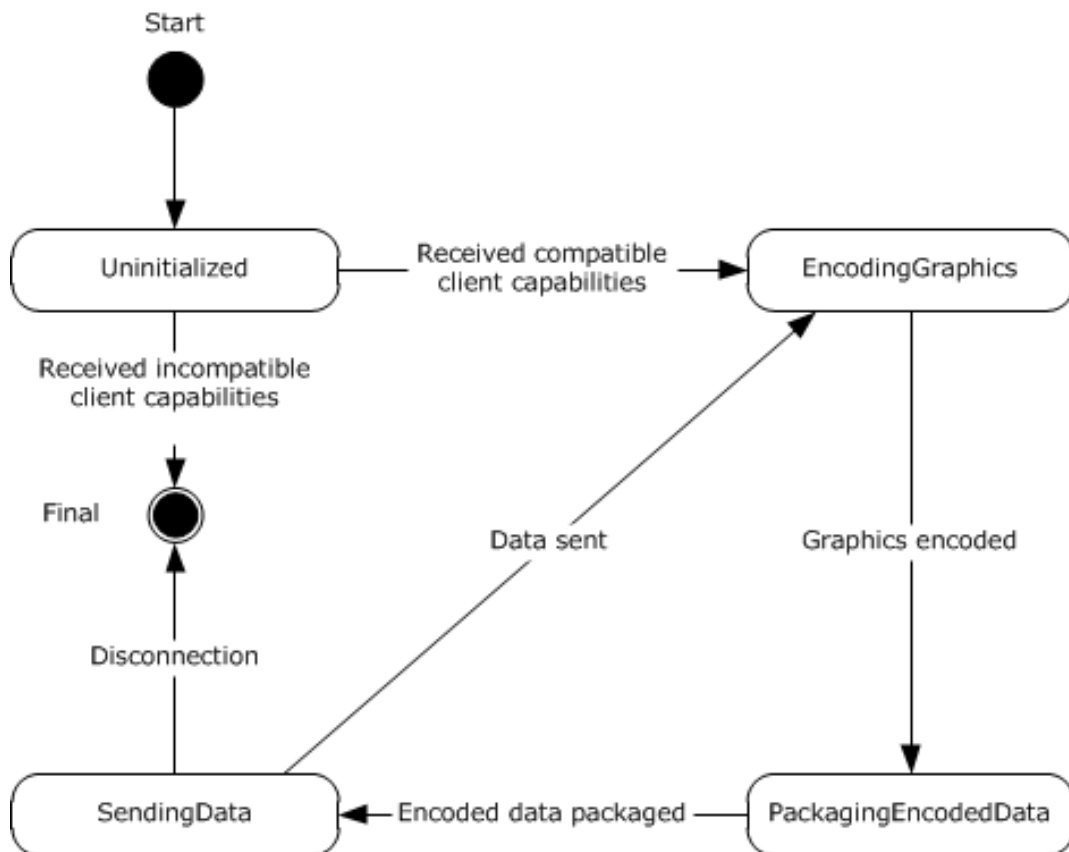 Start
Uninitialized
Received compatible
client capabilities
EncodingGraphics
Received incompatible
client capabilities
Final
Data sent
Graphics encoded
Disconnection
SendingData
Encoded data packaged
PackagingEncodedData